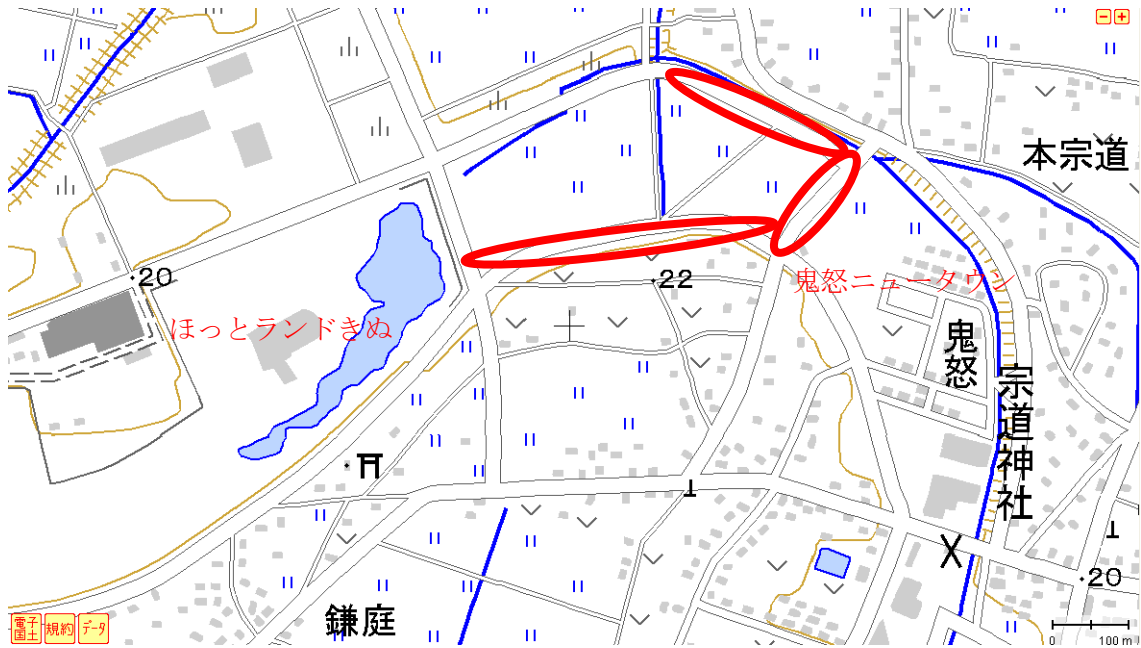 本宗道
20
22
鬼怒ニュータウン
ほっとランドきぬ
鬼怒
宗道神社
20
鎌庭
電子国土
規約
データ
0 100 m